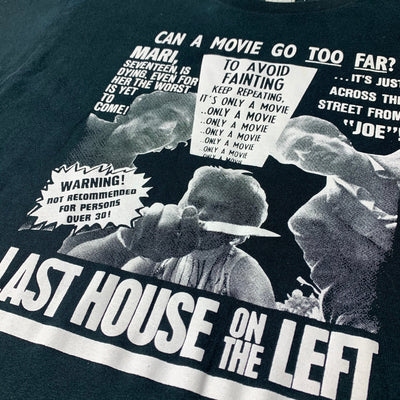 CAN A MOVIE GO TOO FAR?
MARI,
SEVENTEEN, IS
DYING. EVEN FOR
HER THE WORST
IS YET
TO
COME!
TO AVOID
FAINTING
KEEP REPEATING,
IT'S ONLY A MOVIE
..ONLY A MOVIE
..ONLY A MOVIE
..ONLY A MOVIE
..ONLY A MOVIE
..ONLY A MOVIE
...IT'S JUST
ACROSS THE
STREET FROM
"JOE"!
WARNING!
NOT RECOMMENDED
FOR PERSONS
OVER 30!
LAST HOUSE ON THE LEFT